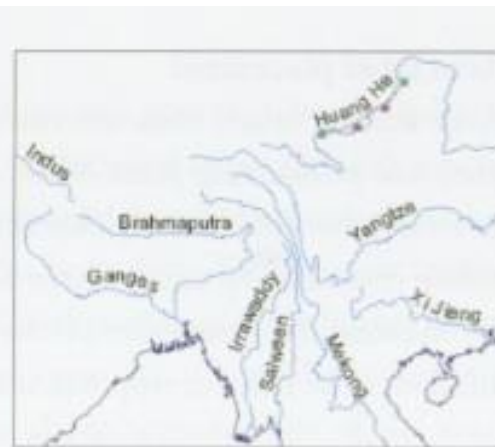 Huang He
Indus
Brahmaputra
Yangtze
Ganges
Xi Jiang
Irrawaddy
Salween
Mekong